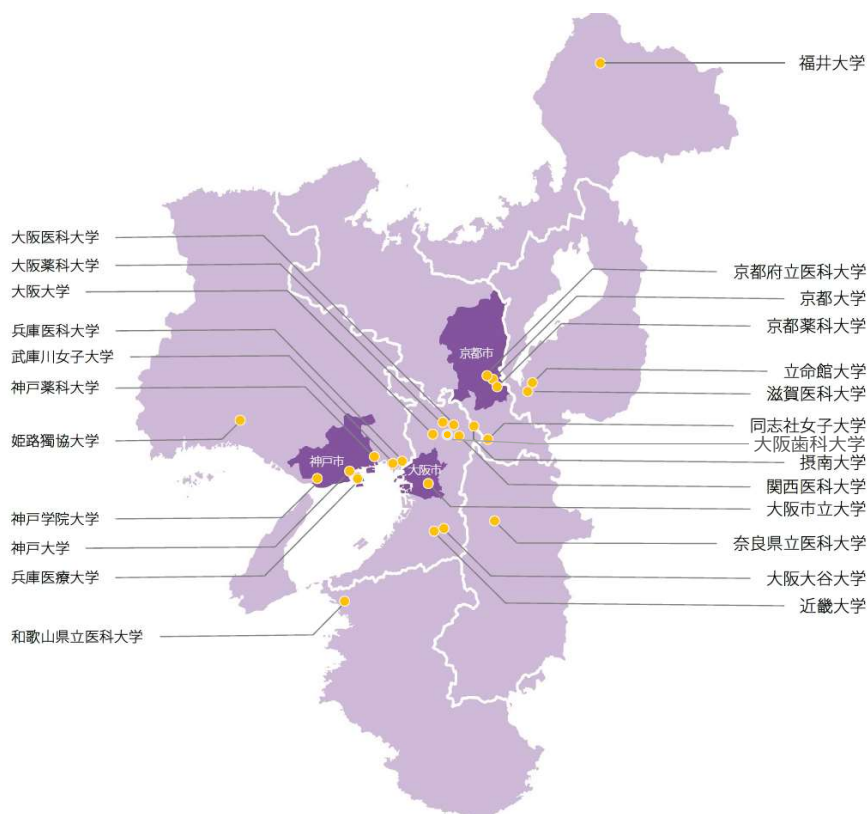 福井大学
大阪医科大学
大阪薬科大学
大阪大学
兵庫医科大学
武庫川女子大学
神戸薬科大学
姫路獨協大学
神戸学院大学
神戸大学
兵庫医療大学
和歌山県立医科大学
京都市
神戸市
大阪市
京都府立医科大学
京都大学
京都薬科大学
立命館大学
滋賀医科大学
同志社女子大学
大阪歯科大学
摂南大学
関西医科大学
大阪市立大学
奈良県立医科大学
大阪大谷大学
近畿大学